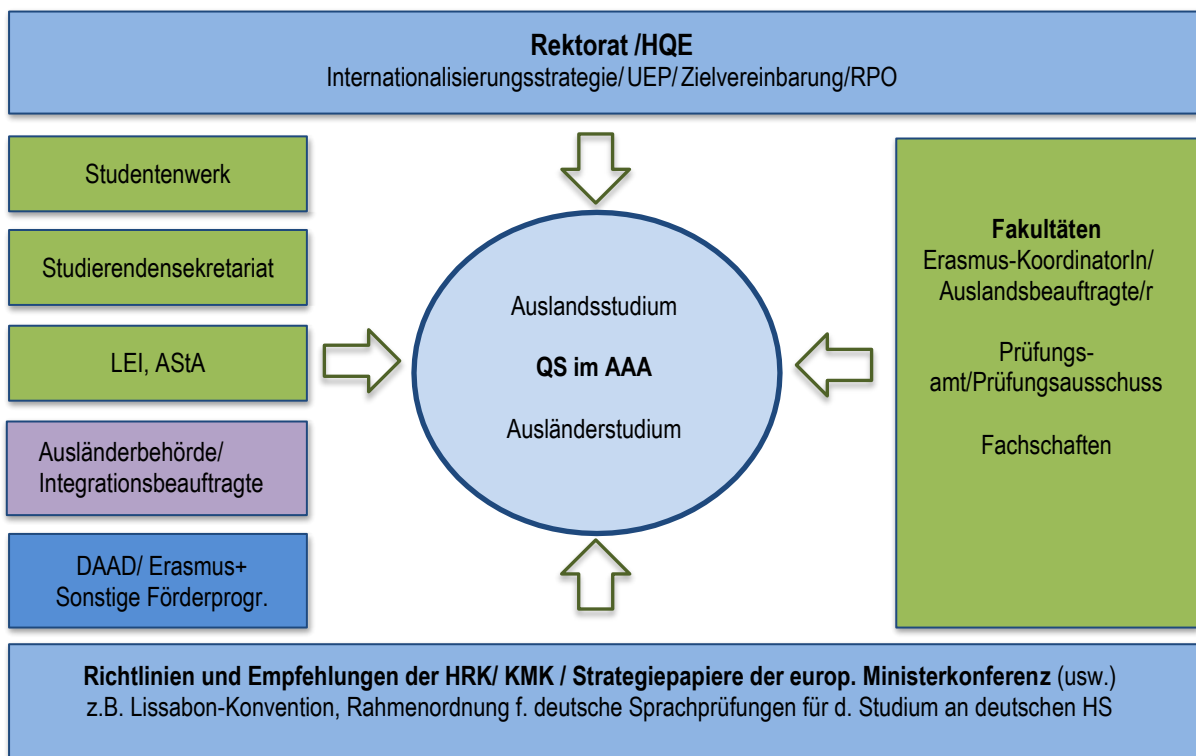 Rektorat /HQE
Internationalisierungsstrategie/ UEP/ Zielvereinbarung/RPO
Studentenwerk
Studierendensekretariat
LEI, AStA
Ausländerbehörde/
Integrationsbeauftragte
DAAD/ Erasmus+
Sonstige Förderprogr.
Auslandsstudium
QS im AAA
Ausländerstudium
Fakultäten
Erasmus-KoordinatorIn/
Auslandsbeauftragte/r
Prüfungs-
amt/Prüfungsausschuss
Fachschaften
Richtlinien und Empfehlungen der HRK/ KMK / Strategiepapiere der europ. Ministerkonferenz (usw.)
z.B. Lissabon-Konvention, Rahmenordnung f. deutsche Sprachprüfungen für d. Studium an deutschen HS